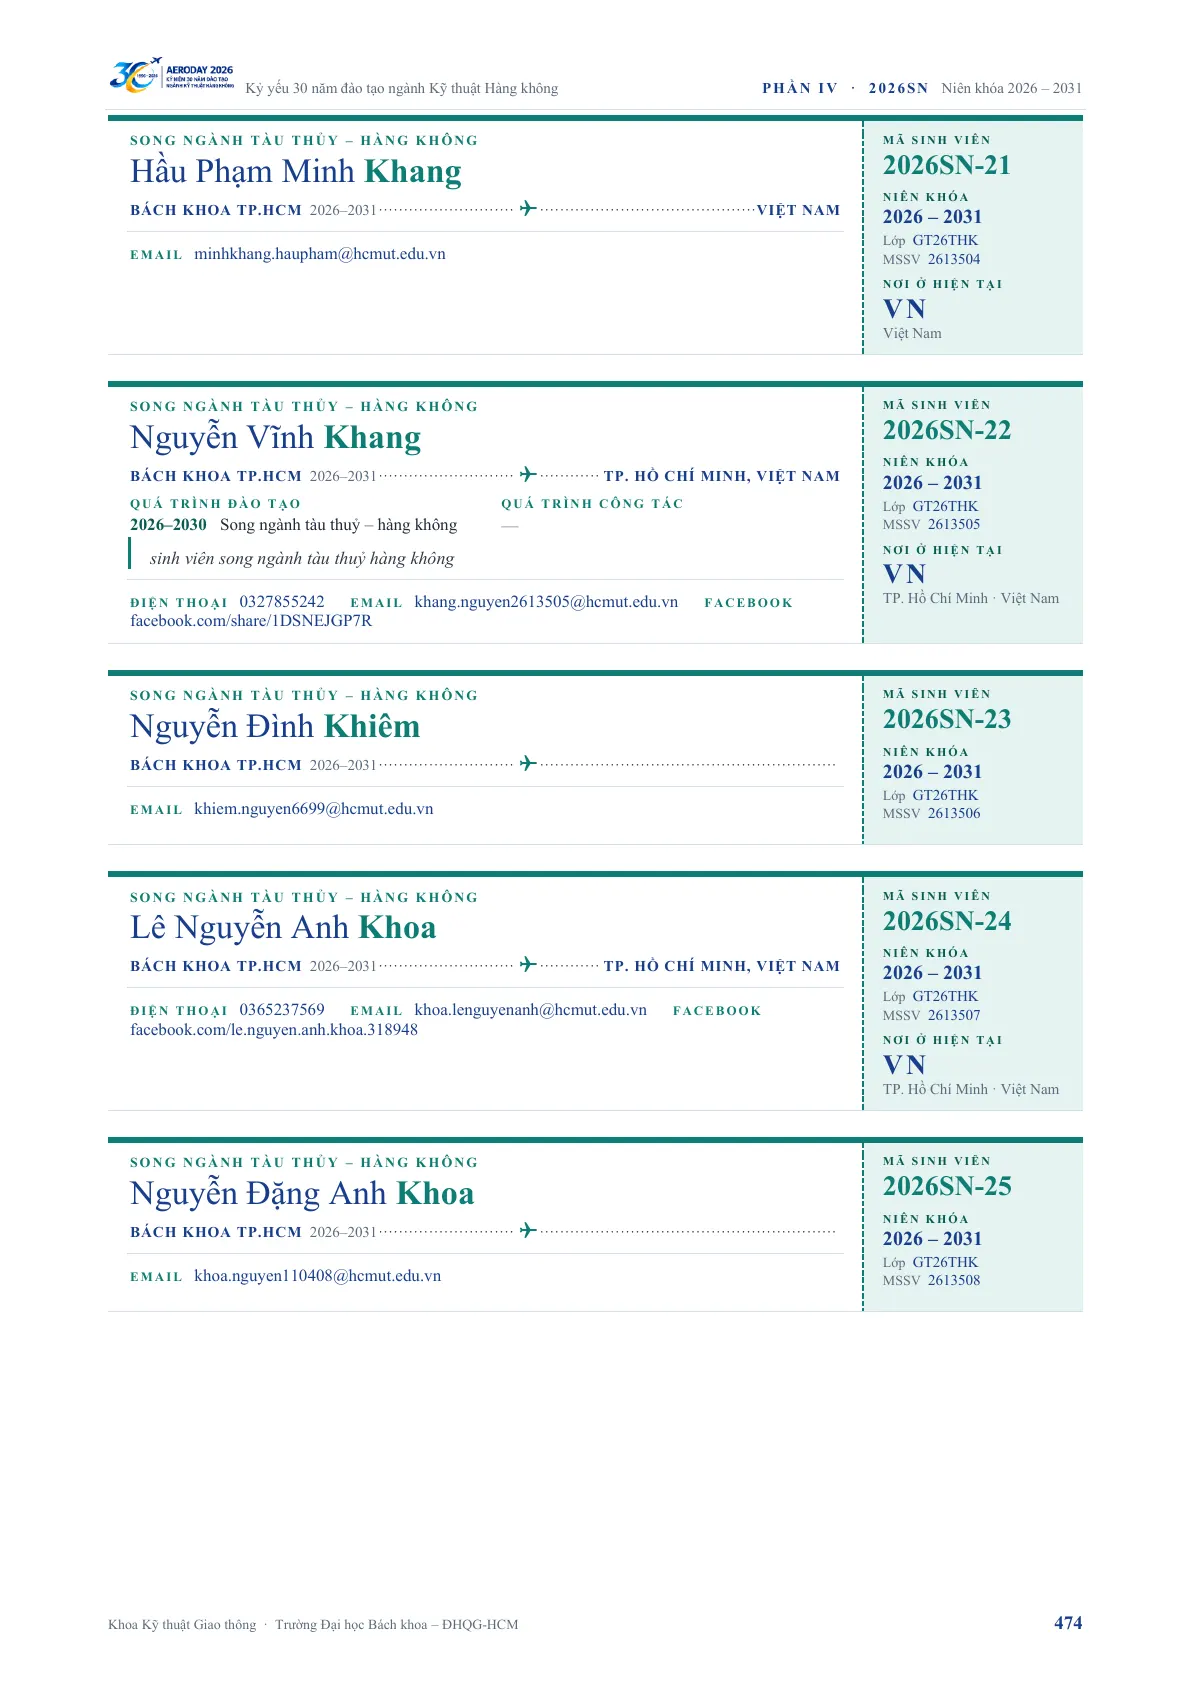 30 1996 - 2026 AERODAY 2026
KỶ NIỆM 30 NĂM ĐÀO TẠO
NGÀNH KỸ THUẬT HÀNG KHÔNG
Kỷ yếu 30 năm đào tạo ngành Kỹ thuật Hàng không
PHẦN IV · 2026SN Niên khóa 2026 – 2031
SONG NGÀNH TÀU THỦY – HÀNG KHÔNG
Hầu Phạm Minh Khang
BÁCH KHOA TP.HCM 2026–2031 VIỆT NAM
EMAIL minhkhang.haupham@hcmut.edu.vn
MÃ SINH VIÊN
2026SN-21
NIÊN KHÓA
2026 – 2031
Lớp GT26THK
MSSV 2613504
NƠI Ở HIỆN TẠI
VN
Việt Nam
SONG NGÀNH TÀU THỦY – HÀNG KHÔNG
Nguyễn Vĩnh Khang
BÁCH KHOA TP.HCM 2026–2031 TP. HỒ CHÍ MINH, VIỆT NAM
QUÁ TRÌNH ĐÀO TẠO
2026–2030 Song ngành tàu thuỷ – hàng không
QUÁ TRÌNH CÔNG TÁC
—
sinh viên song ngành tàu thuỷ hàng không
ĐIỆN THOẠI 0327855242 EMAIL khang.nguyen2613505@hcmut.edu.vn FACEBOOK
facebook.com/share/1DSNEJGP7R
MÃ SINH VIÊN
2026SN-22
NIÊN KHÓA
2026 – 2031
Lớp GT26THK
MSSV 2613505
NƠI Ở HIỆN TẠI
VN
TP. Hồ Chí Minh · Việt Nam
SONG NGÀNH TÀU THỦY – HÀNG KHÔNG
Nguyễn Đình Khiêm
BÁCH KHOA TP.HCM 2026–2031
EMAIL khiem.nguyen6699@hcmut.edu.vn
MÃ SINH VIÊN
2026SN-23
NIÊN KHÓA
2026 – 2031
Lớp GT26THK
MSSV 2613506
SONG NGÀNH TÀU THỦY – HÀNG KHÔNG
Lê Nguyễn Anh Khoa
BÁCH KHOA TP.HCM 2026–2031 TP. HỒ CHÍ MINH, VIỆT NAM
ĐIỆN THOẠI 0365237569 EMAIL khoa.lenguyenanh@hcmut.edu.vn FACEBOOK
facebook.com/le.nguyen.anh.khoa.318948
MÃ SINH VIÊN
2026SN-24
NIÊN KHÓA
2026 – 2031
Lớp GT26THK
MSSV 2613507
NƠI Ở HIỆN TẠI
VN
TP. Hồ Chí Minh · Việt Nam
SONG NGÀNH TÀU THỦY – HÀNG KHÔNG
Nguyễn Đặng Anh Khoa
BÁCH KHOA TP.HCM 2026–2031
EMAIL khoa.nguyen110408@hcmut.edu.vn
MÃ SINH VIÊN
2026SN-25
NIÊN KHÓA
2026 – 2031
Lớp GT26THK
MSSV 2613508
Khoa Kỹ thuật Giao thông · Trường Đại học Bách khoa – ĐHQG-HCM
474